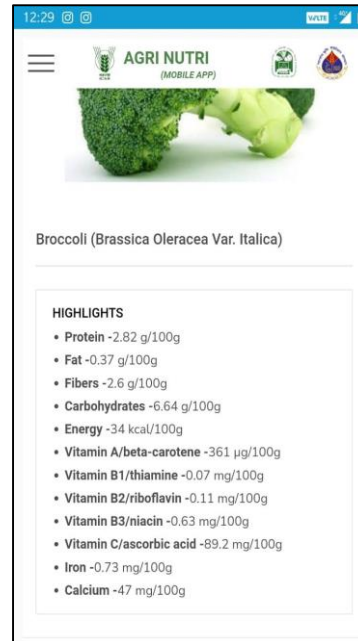 12:29
VoLTE 4G
AGRI NUTRI
(MOBILE APP)
Broccoli (Brassica Oleracea Var. Italica)
HIGHLIGHTS
• Protein -2.82 g/100g
• Fat -0.37 g/100g
• Fibers -2.6 g/100g
• Carbohydrates -6.64 g/100g
• Energy -34 kcal/100g
• Vitamin A/beta-carotene -361 µg/100g
• Vitamin B1/thiamine -0.07 mg/100g
• Vitamin B2/riboflavin -0.11 mg/100g
• Vitamin B3/niacin -0.63 mg/100g
• Vitamin C/ascorbic acid -89.2 mg/100g
• Iron -0.73 mg/100g
• Calcium -47 mg/100g